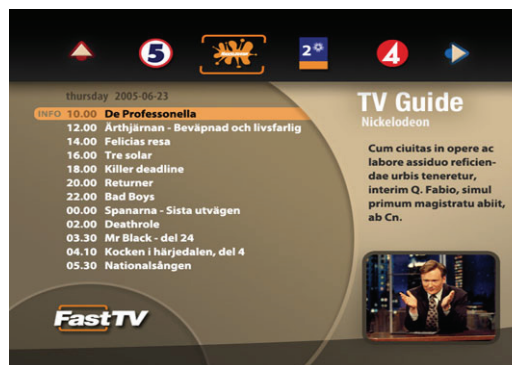 5
2
4
thursday 2005-06-23
INFO 10.00 De Professonella
12.00 Ärthjärnan - Beväpnad och livsfarlig
14.00 Felicias resa
16.00 Tre solar
18.00 Killer deadline
20.00 Returner
22.00 Bad Boys
00.00 Spanarna - Sista utvägen
02.00 Deathrole
03.30 Mr Black - del 24
04.10 Kocken i härjedalen, del 4
05.30 Nationalsången
TV Guide
Nickelodeon
Cum ciuitas in opere ac
labore assiduo reficien-
dae urbis teneretur,
interim Q. Fabio, simul
primum magistratu abiit,
ab Cn.
FastTV